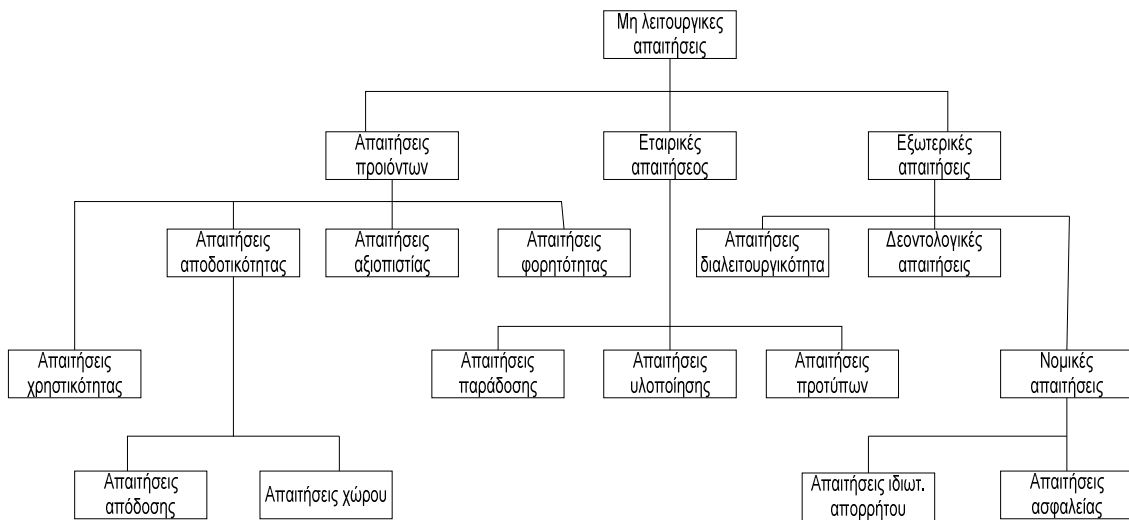 Μη λειτουργικες
απαιτήσεις
Απαιτήσεις
προιόντων
Εταιρικές
απαιτήσεος
Εξωτερικές
απαιτήσεις
Απαιτήσεις
αποδοτικότητας
Απαιτήσεις
αξιοπιστίας
Απαιτήσεις
φορητότητας
Απαιτήσεις
διαλειτουργικότητα
Δεοντολογικές
απαιτήσεις
Απαιτήσεις
χρηστικότητας
Απαιτήσεις
παράδοσης
Απαιτήσεις
υλοποίησης
Απαιτήσεις
προτύπων
Νομικές
απαιτήσεις
Απαιτήσεις
απόδοσης
Απαιτήσεις χώρου
Απαιτήσεις ιδιωτ.
απορρήτου
Απαιτήσεις
ασφαλείας